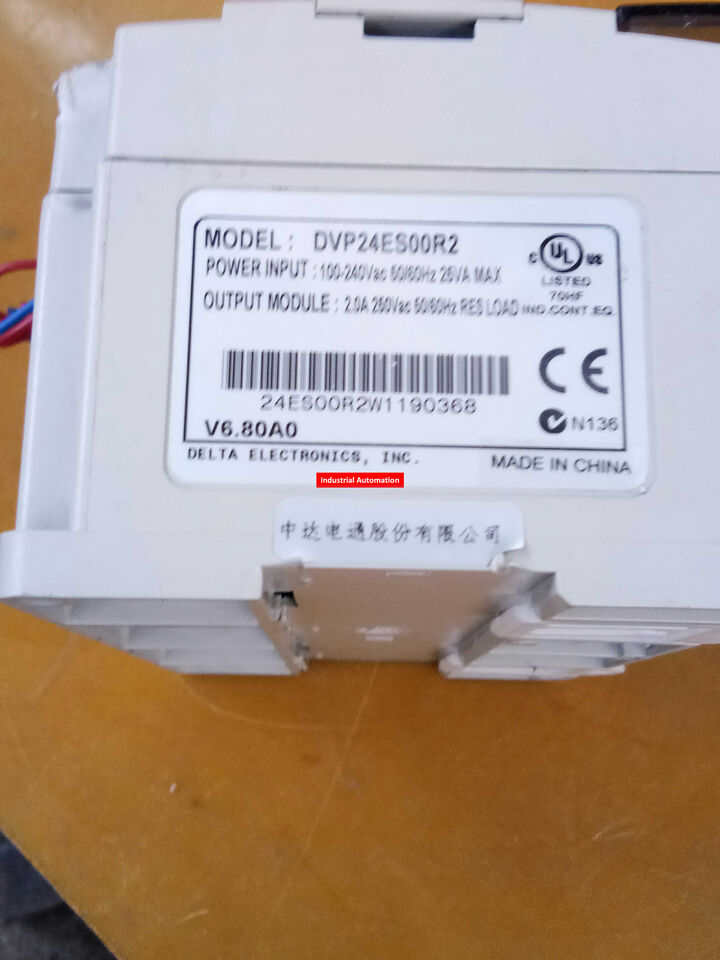 MODEL : DVP24ES00R2
POWER INPUT : 100-240Vac 50/60Hz 25VA MAX
OUTPUT MODULE : 2.0A 250Vac 50/60Hz RES LOAD
C UL US
LISTED
70HF
IND.CONT.EQ.
24ES00R2W1190368
CE
V6.80A0
N136
DELTA ELECTRONICS, INC.
MADE IN CHINA
Industrial Automation
中达电通股份有限公司